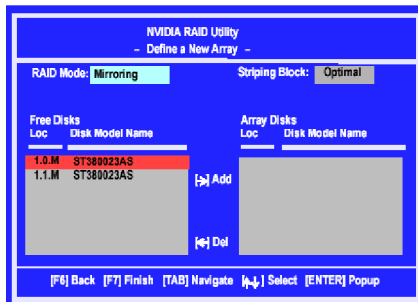 NVIDIA RAID Utility
- Define a New Array -
RAID Mode: Mirroring Striping Block: Optimal
Free Disks Array Disks
Loc Disk Model Name Loc Disk Model Name
1.0.M ST380023AS
1.1.M ST380023AS
[→] Add
[←] Del
[F6] Back [F7] Finish [TAB] Navigate [↑↓] Select [ENTER] Popup